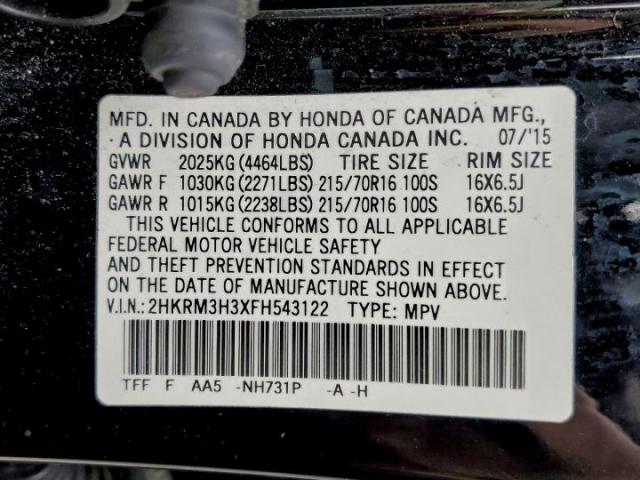 MFD. IN CANADA BY HONDA OF CANADA MFG.,
A DIVISION OF HONDA CANADA INC. 07/'15
GVWR 2025KG (4464LBS) TIRE SIZE RIM SIZE
GAWR F 1030KG (2271LBS) 215/70R16 100S 16X6.5J
GAWR R 1015KG (2238LBS) 215/70R16 100S 16X6.5J
THIS VEHICLE CONFORMS TO ALL APPLICABLE
FEDERAL MOTOR VEHICLE SAFETY
AND THEFT PREVENTION STANDARDS IN EFFECT
ON THE DATE OF MANUFACTURE SHOWN ABOVE.
V.I.N.: 2HKRM3H3XFH543122 TYPE: MPV
TFF F AA5 -NH731P -A -H